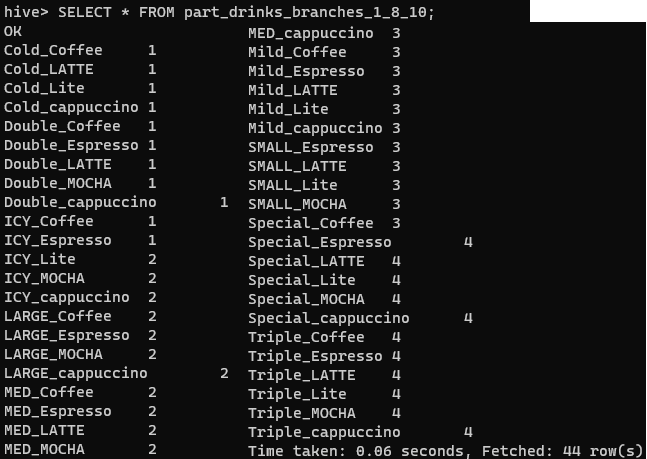 hive> SELECT * FROM part_drinks_branches_1_8_10;
OK
Cold_Coffee 1
Cold_LATTE 1
Cold_Lite 1
Cold_cappuccino 1
Double_Coffee 1
Double_Espresso 1
Double_LATTE 1
Double_MOCHA 1
Double_cappuccino 1
ICY_Coffee 1
ICY_Espresso 1
ICY_Lite 2
ICY_MOCHA 2
ICY_cappuccino 2
LARGE_Coffee 2
LARGE_Espresso 2
LARGE_MOCHA 2
LARGE_cappuccino 2
MED_Coffee 2
MED_Espresso 2
MED_LATTE 2
MED_MOCHA 2
MED_cappuccino 3
Mild_Coffee 3
Mild_Espresso 3
Mild_LATTE 3
Mild_Lite 3
Mild_cappuccino 3
SMALL_Espresso 3
SMALL_LATTE 3
SMALL_Lite 3
SMALL_MOCHA 3
Special_Coffee 3
Special_Espresso 4
Special_LATTE 4
Special_Lite 4
Special_MOCHA 4
Special_cappuccino 4
Triple_Coffee 4
Triple_Espresso 4
Triple_LATTE 4
Triple_Lite 4
Triple_MOCHA 4
Triple_cappuccino 4
Time taken: 0.06 seconds, Fetched: 44 row(s)